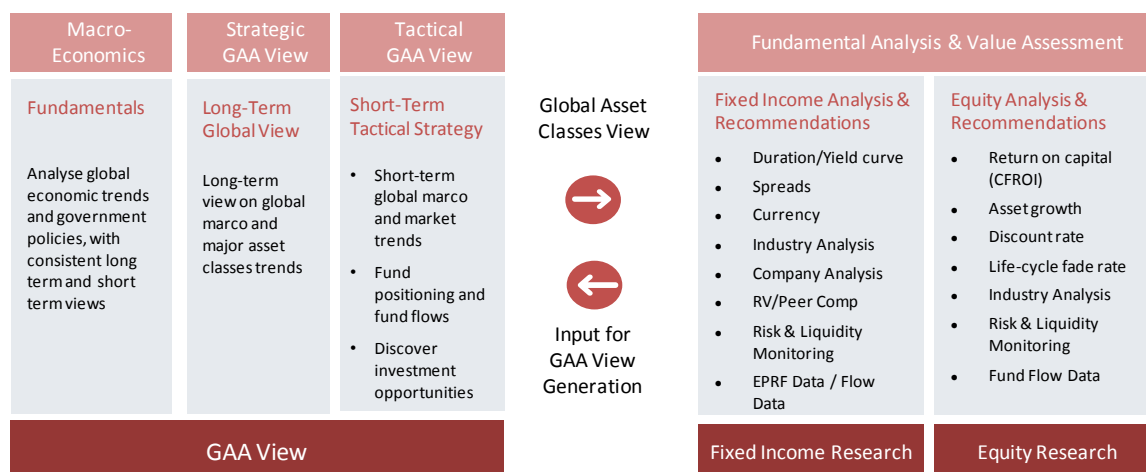 Macro-
Economics
Strategic
GAA View
Tactical
GAA View
Fundamental Analysis & Value Assessment
Fundamentals
Analyse global
economic trends
and government
policies, with
consistent long
term and short
term views
Long-Term
Global View
Long-term
view on global
marco and
major asset
classes trends
Short-Term
Tactical Strategy
• Short-term
global marco
and market
trends
• Fund
positioning and
fund flows
• Discover
investment
opportunities
Global Asset
Classes View
Input for
GAA View
Generation
Fixed Income Analysis &
Recommendations
• Duration/Yield curve
• Spreads
• Currency
• Industry Analysis
• Company Analysis
• RV/Peer Comp
• Risk & Liquidity
Monitoring
• EPRF Data / Flow
Data
Equity Analysis &
Recommendations
• Return on capital
(CFROI)
• Asset growth
• Discount rate
• Life-cycle fade rate
• Industry Analysis
• Risk & Liquidity
Monitoring
• Fund Flow Data
GAA View
Fixed Income Research
Equity Research